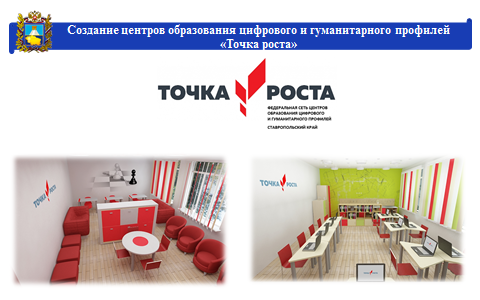 Создание центров образования цифрового и гуманитарного профилей
«Точка роста»
ТОЧКА РОСТА
ФЕДЕРАЛЬНАЯ СЕТЬ ЦЕНТРОВ
ОБРАЗОВАНИЯ ЦИФРОВОГО
И ГУМАНИТАРНОГО ПРОФИЛЕЙ
СТАВРОПОЛЬСКИЙ КРАЙ
ТОЧКА РОСТА
ТОЧКА РОСТА